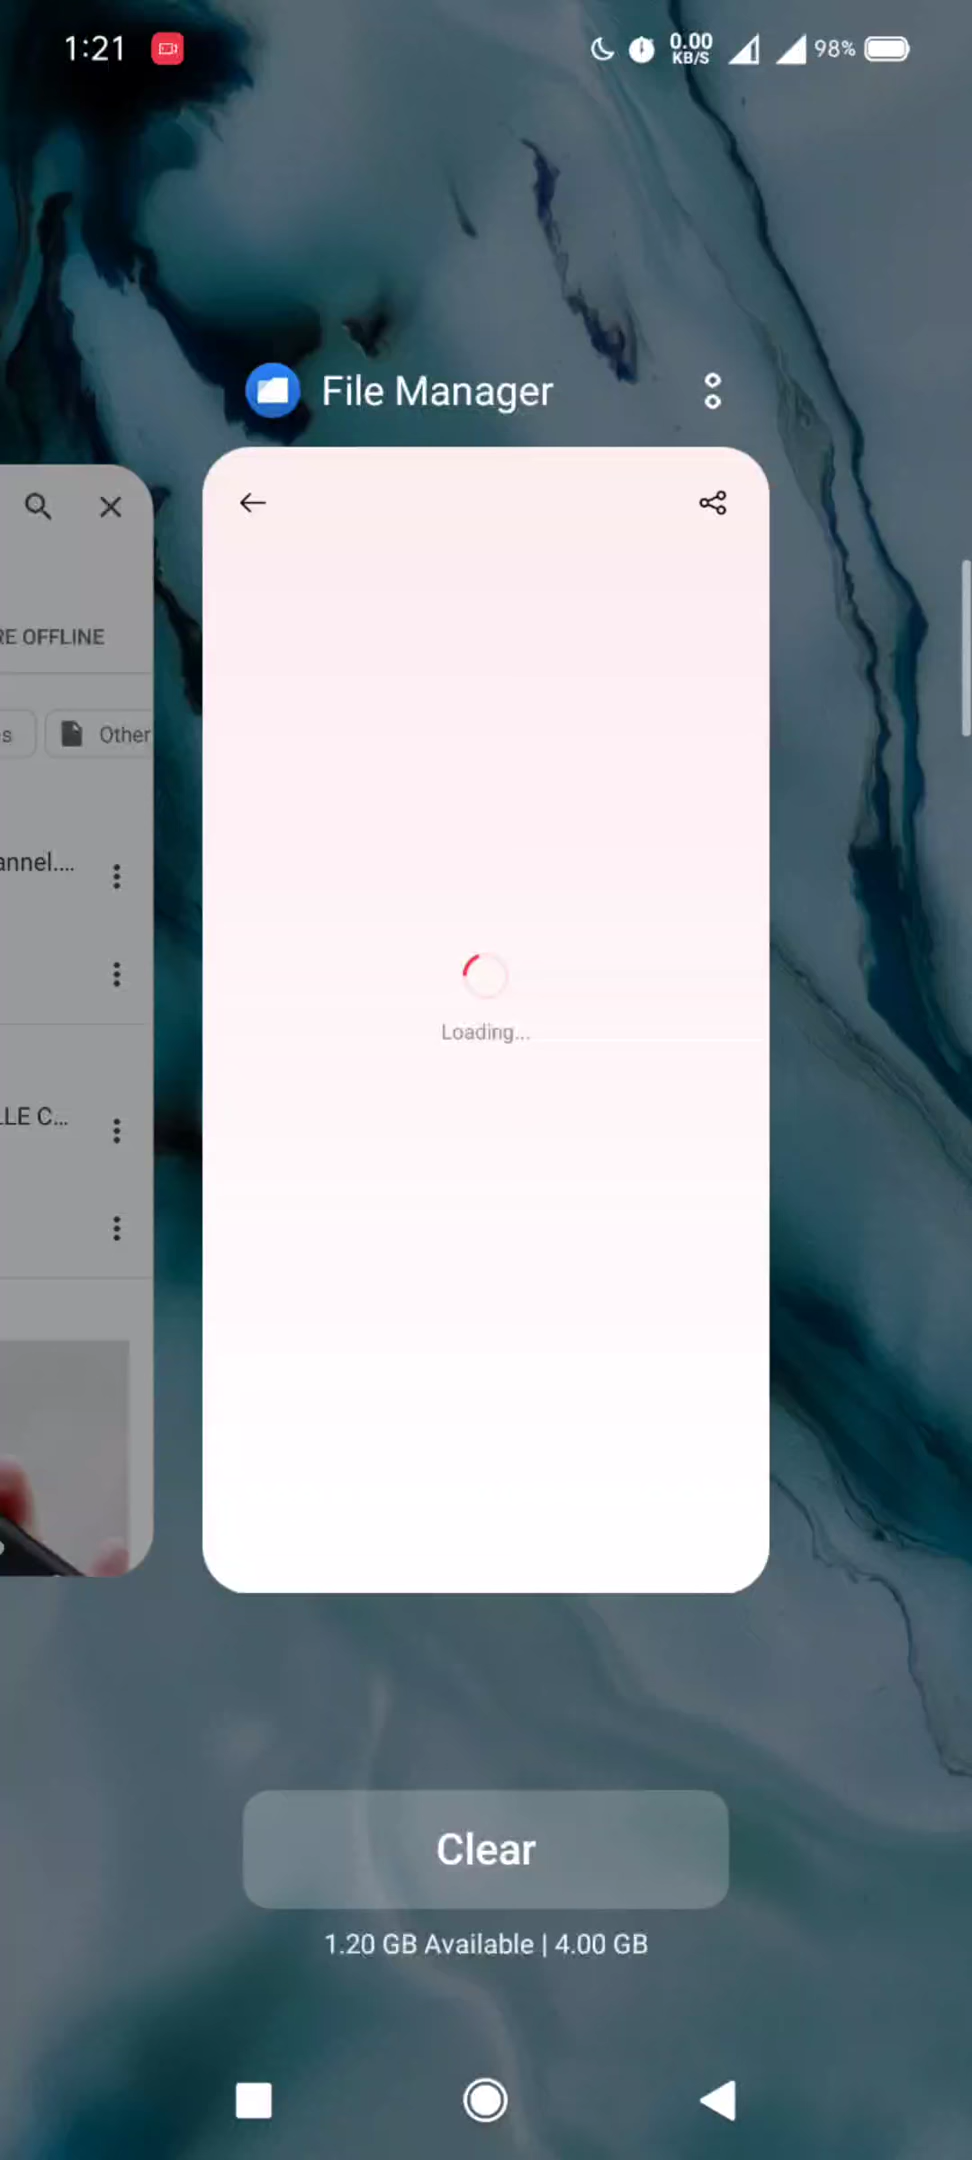 1:21
0.00
KB/S
98%
File Manager
RE OFFLINE
s
Other
annel....
LLE C...
Loading...
Clear
1.20 GB Available | 4.00 GB